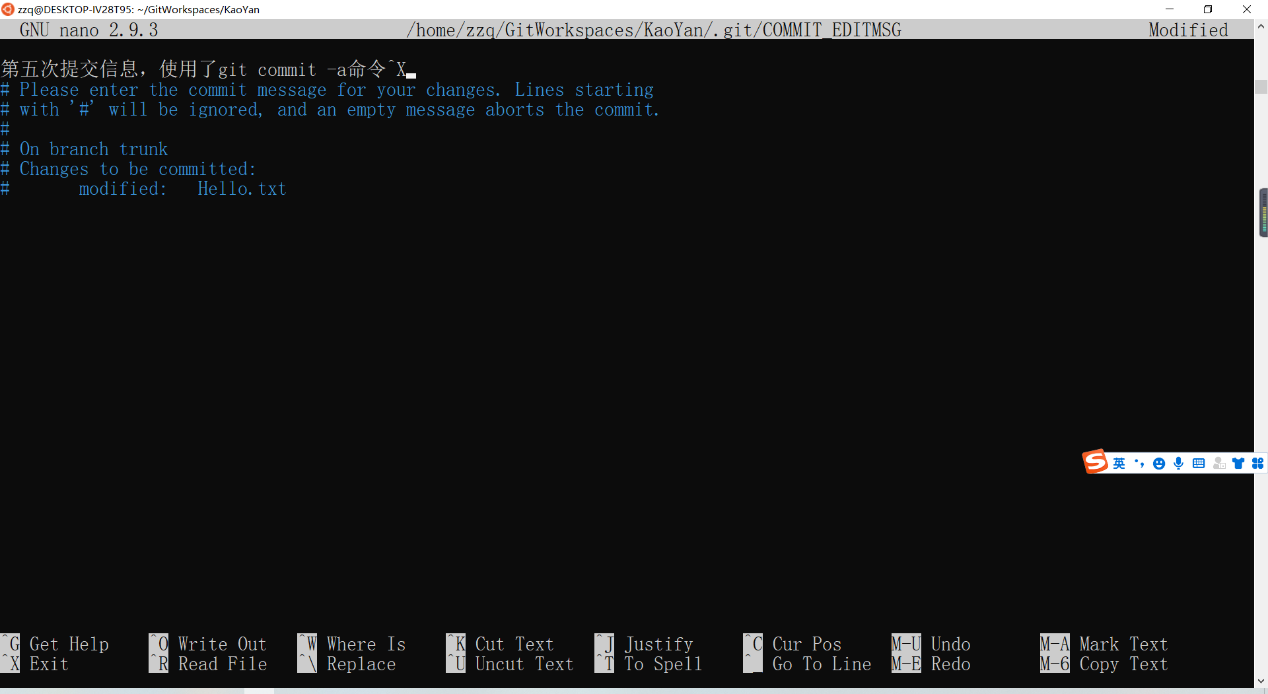 zzq@DESKTOP-IV28T95: ~/GitWorkspaces/KaoYan
GNU nano 2.9.3 /home/zzq/GitWorkspaces/KaoYan/.git/COMMIT_EDITMSG Modified
第五次提交信息，使用了git commit -a命令^X
# Please enter the commit message for your changes. Lines starting
# with '#' will be ignored, and an empty message aborts the commit.
#
# On branch trunk
# Changes to be committed:
# modified: Hello.txt
英
^G Get Help ^O Write Out ^W Where Is ^K Cut Text ^J Justify ^C Cur Pos M-U Undo M-A Mark Text
^X Exit ^R Read File ^\ Replace ^U Uncut Text ^T To Spell ^_ Go To Line M-E Redo M-6 Copy Text